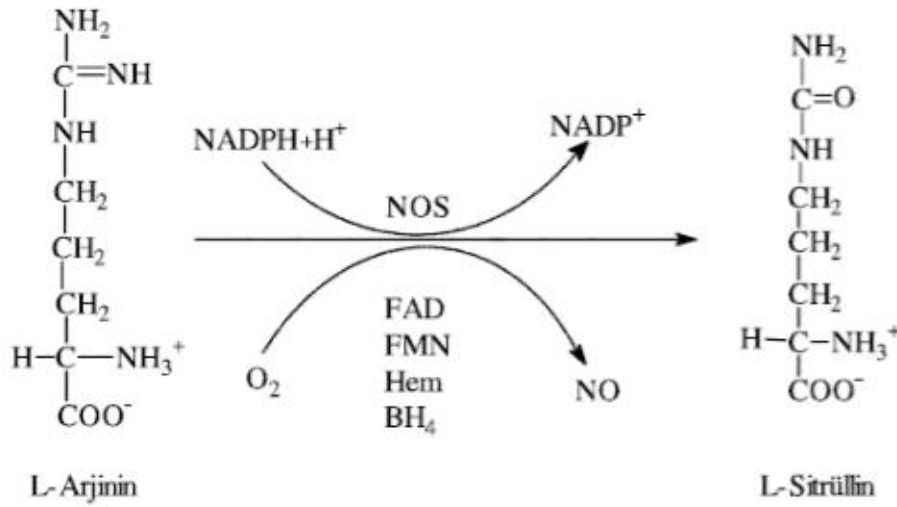 NH₂
C=NH
NH
CH₂
CH₂
CH₂
H-C-NH₃⁺
COO⁻
L-Arjinin
NADPH+H⁺
NADP⁺
NOS
FAD
FMN
Hem
BH₄
O₂
NO
NH₂
C=O
NH
CH₂
CH₂
CH₂
H-C-NH₃⁺
COO⁻
L-Sitrüllin